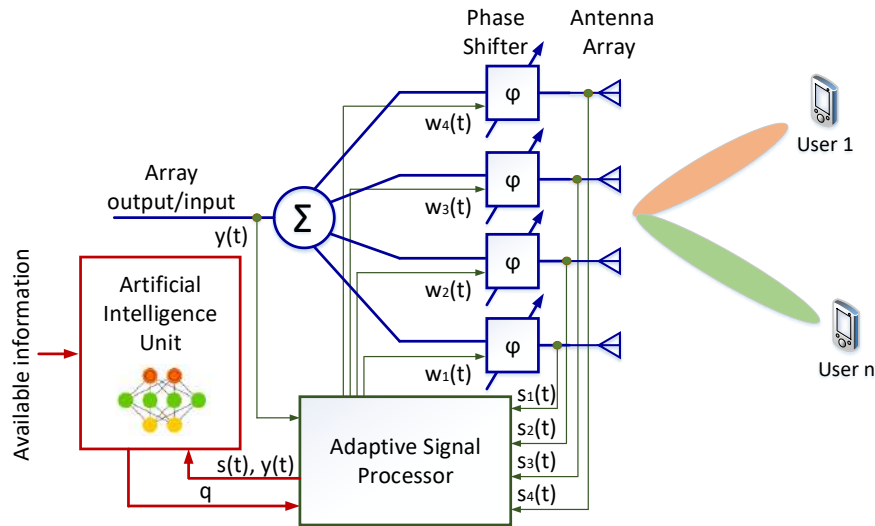 Phase
Shifter
Antenna
Array
φ
w4(t)
User 1
Array
output/input
φ
w3(t)
Σ
y(t)
φ
w2(t)
Available information
Artificial
Intelligence
Unit
φ
w1(t)
User n
s1(t)
s2(t)
s3(t)
s4(t)
Adaptive Signal
Processor
s(t), y(t)
q